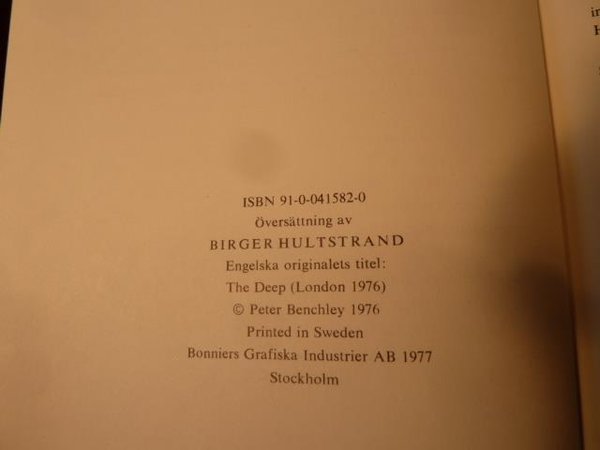 ISBN 91-0-041582-0
Översättning av
BIRGER HULTSTRAND
Engelska originalets titel:
The Deep (London 1976)
© Peter Benchley 1976
Printed in Sweden
Bonniers Grafiska Industrier AB 1977
Stockholm